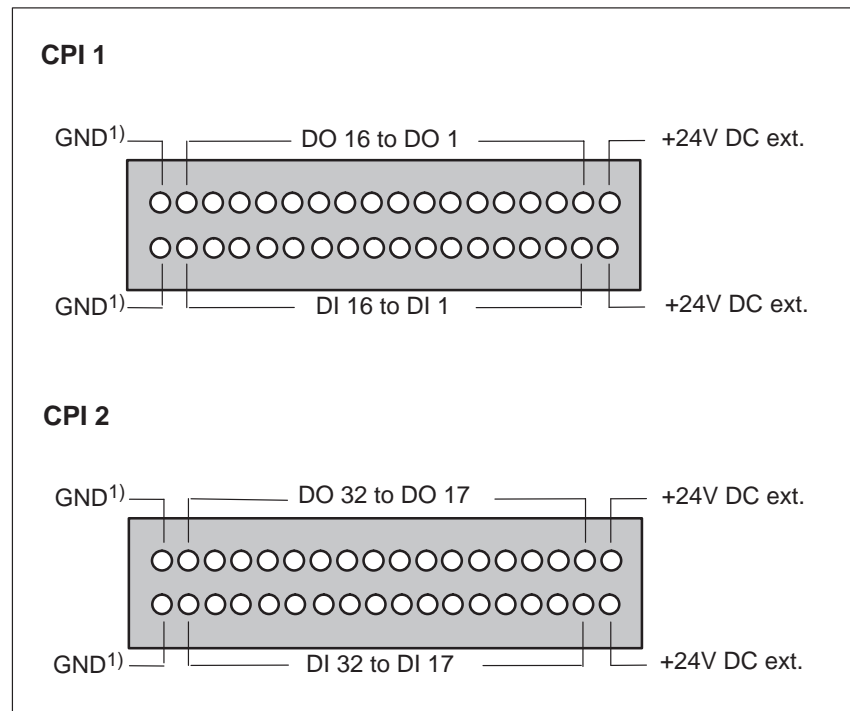 CPI 1
GND1) DO 16 to DO 1 +24V DC ext.
GND1) DI 16 to DI 1 +24V DC ext.
CPI 2
GND1) DO 32 to DO 17 +24V DC ext.
GND1) DI 32 to DI 17 +24V DC ext.